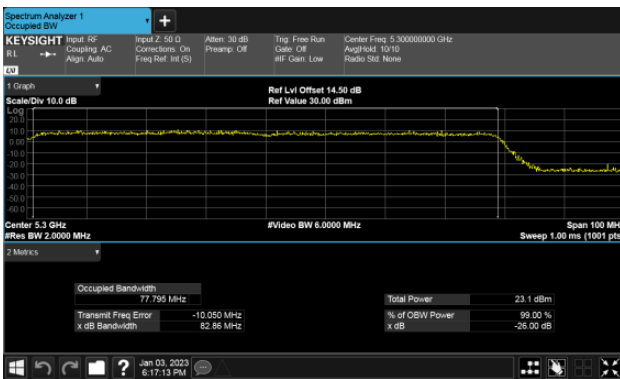 Spectrum Analyzer 1
Occupied BW
KEYSIGHT Input: RF Input Z: 50 Ω Atten: 30 dB Trig: Free Run Center Freq: 5.300000000 GHz
RL Coupling: AC Corrections: On Preamp: Off Gate: Off Avg|Hold: 10/10
Align: Auto Freq Ref: Int (S) #IF Gain: Low Radio Std: None
LXI
1 Graph
Ref Lvl Offset 14.50 dB
Scale/Div 10.0 dB Ref Value 30.00 dBm
Log
20.0
10.0
0.00
-10.0
-20.0
-30.0
-40.0
-50.0
-60.0
Center 5.3 GHz #Video BW 6.0000 MHz Span 100 MH
#Res BW 2.0000 MHz Sweep 1.00 ms (1001 pts
2 Metrics
Occupied Bandwidth
77.795 MHz Total Power 23.1 dBm
Transmit Freq Error -10.050 MHz % of OBW Power 99.00 %
x dB Bandwidth 82.86 MHz x dB -26.00 dB
? Jan 03, 2023
6:17:13 PM